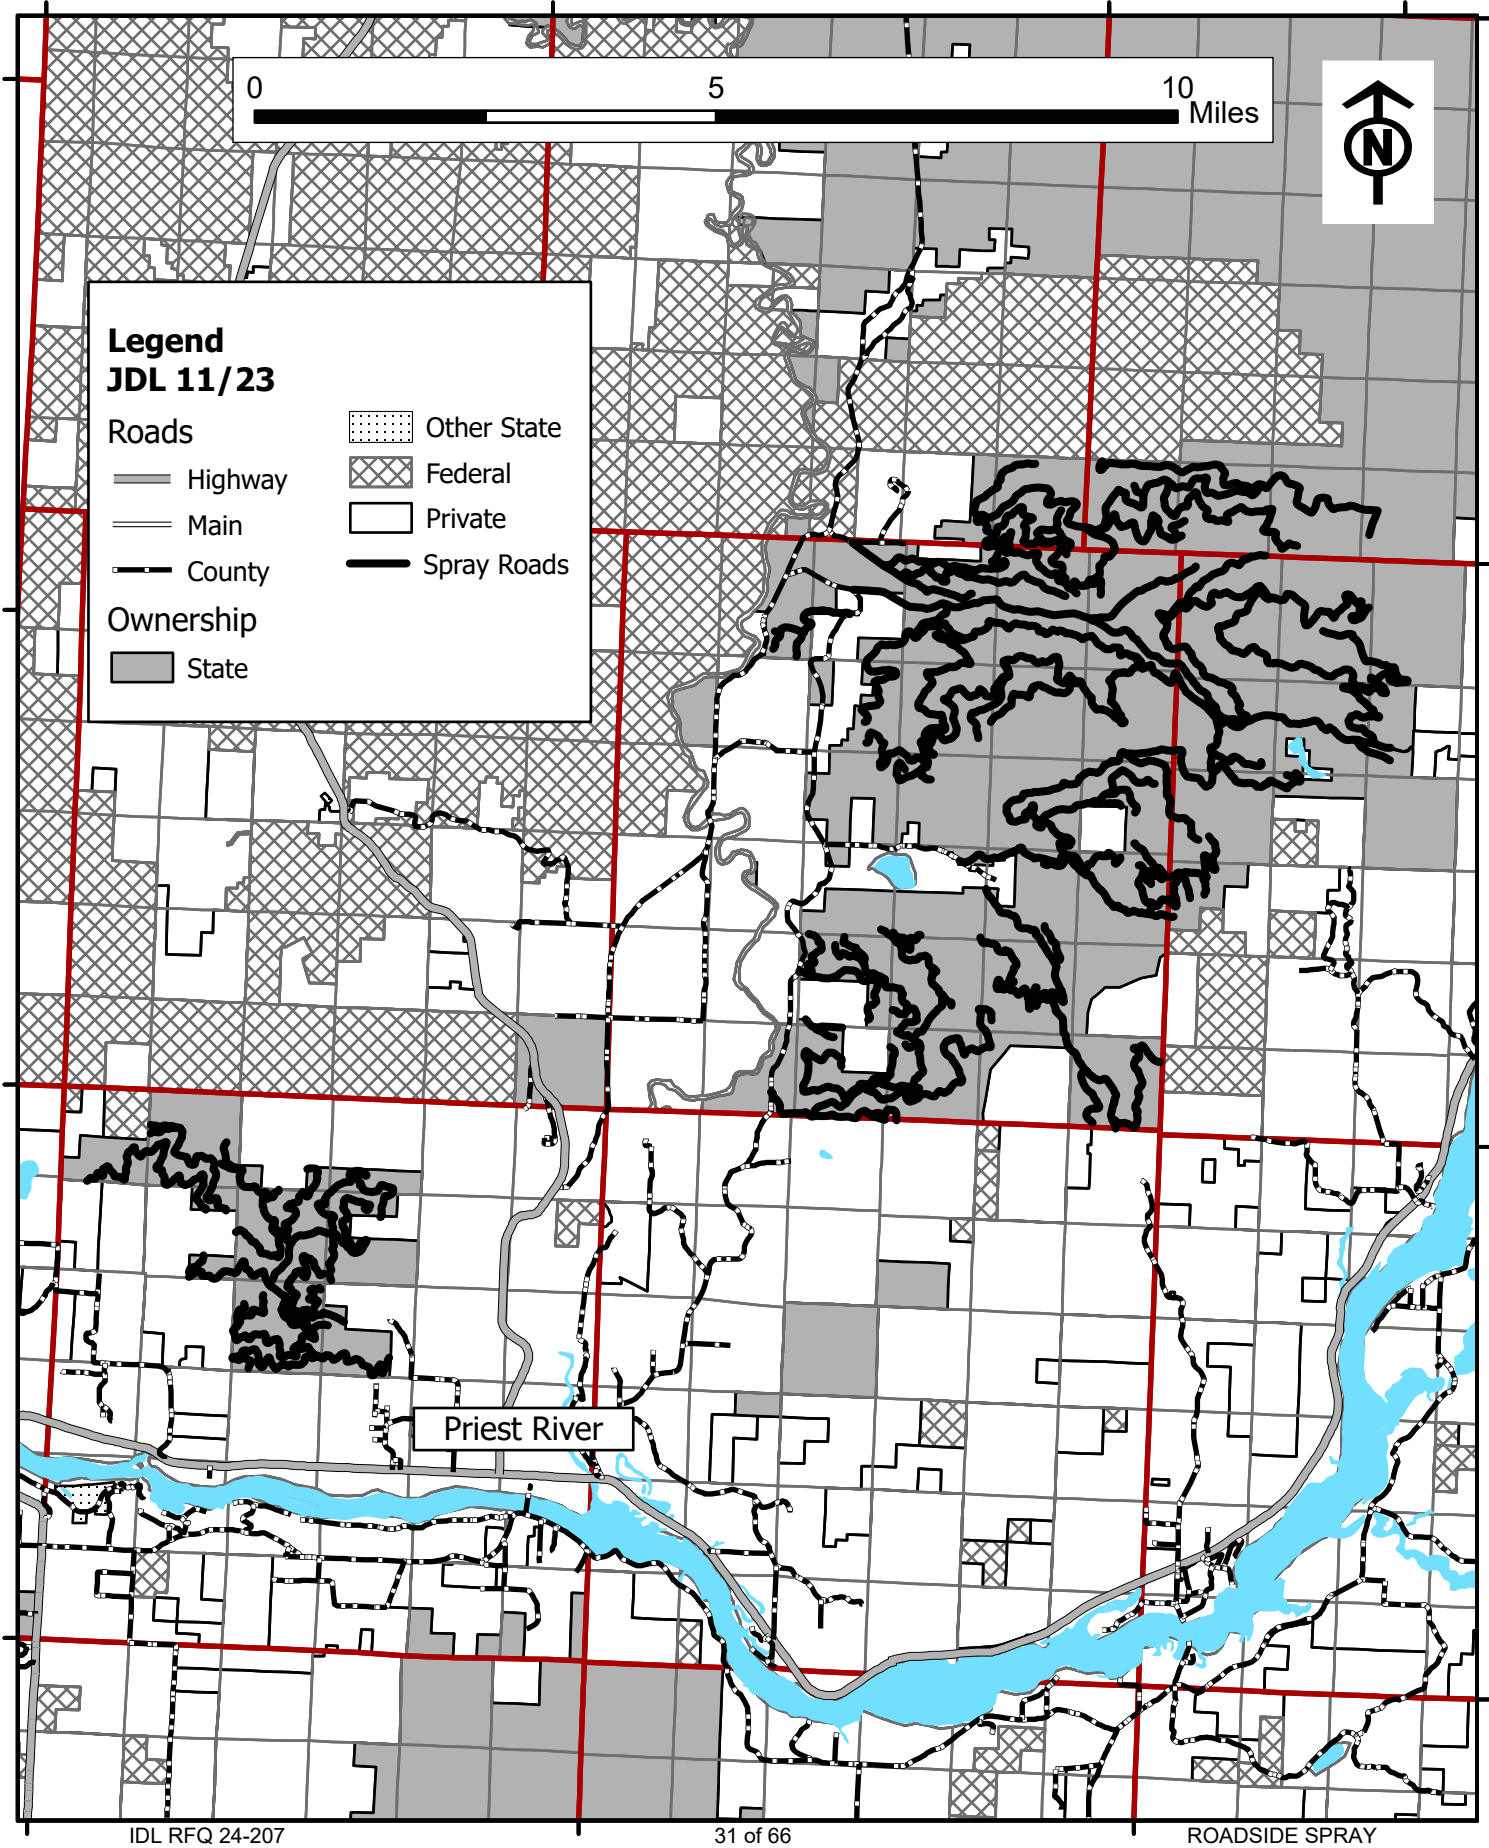 0 5 10
Miles
N
Legend
JDL 11/23
Roads
Highway
Main
County
Ownership
State
Other State
Federal
Private
Spray Roads
Priest River
IDL RFQ 24-207 31 of 66 ROADSIDE SPRAY